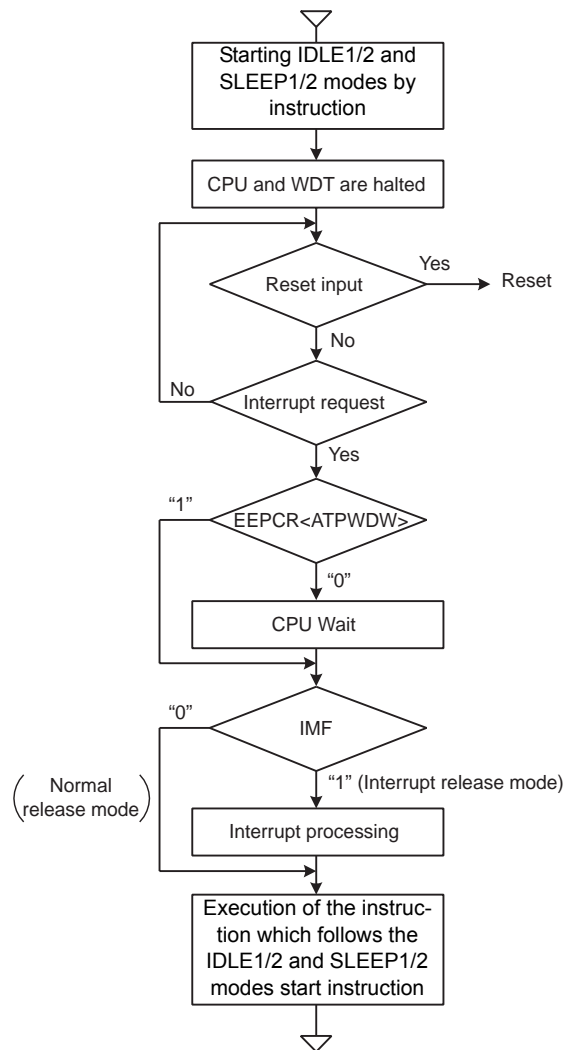 Starting IDLE1/2 and
SLEEP1/2 modes by
instruction
CPU and WDT are halted
Reset input
Yes
Reset
No
Interrupt request
No
Yes
EEPCR<ATPWDW>
“1”
“0”
CPU Wait
IMF
“0”
Normal
release mode
“1” (Interrupt release mode)
Interrupt processing
Execution of the instruc-
tion which follows the
IDLE1/2 and SLEEP1/2
modes start instruction